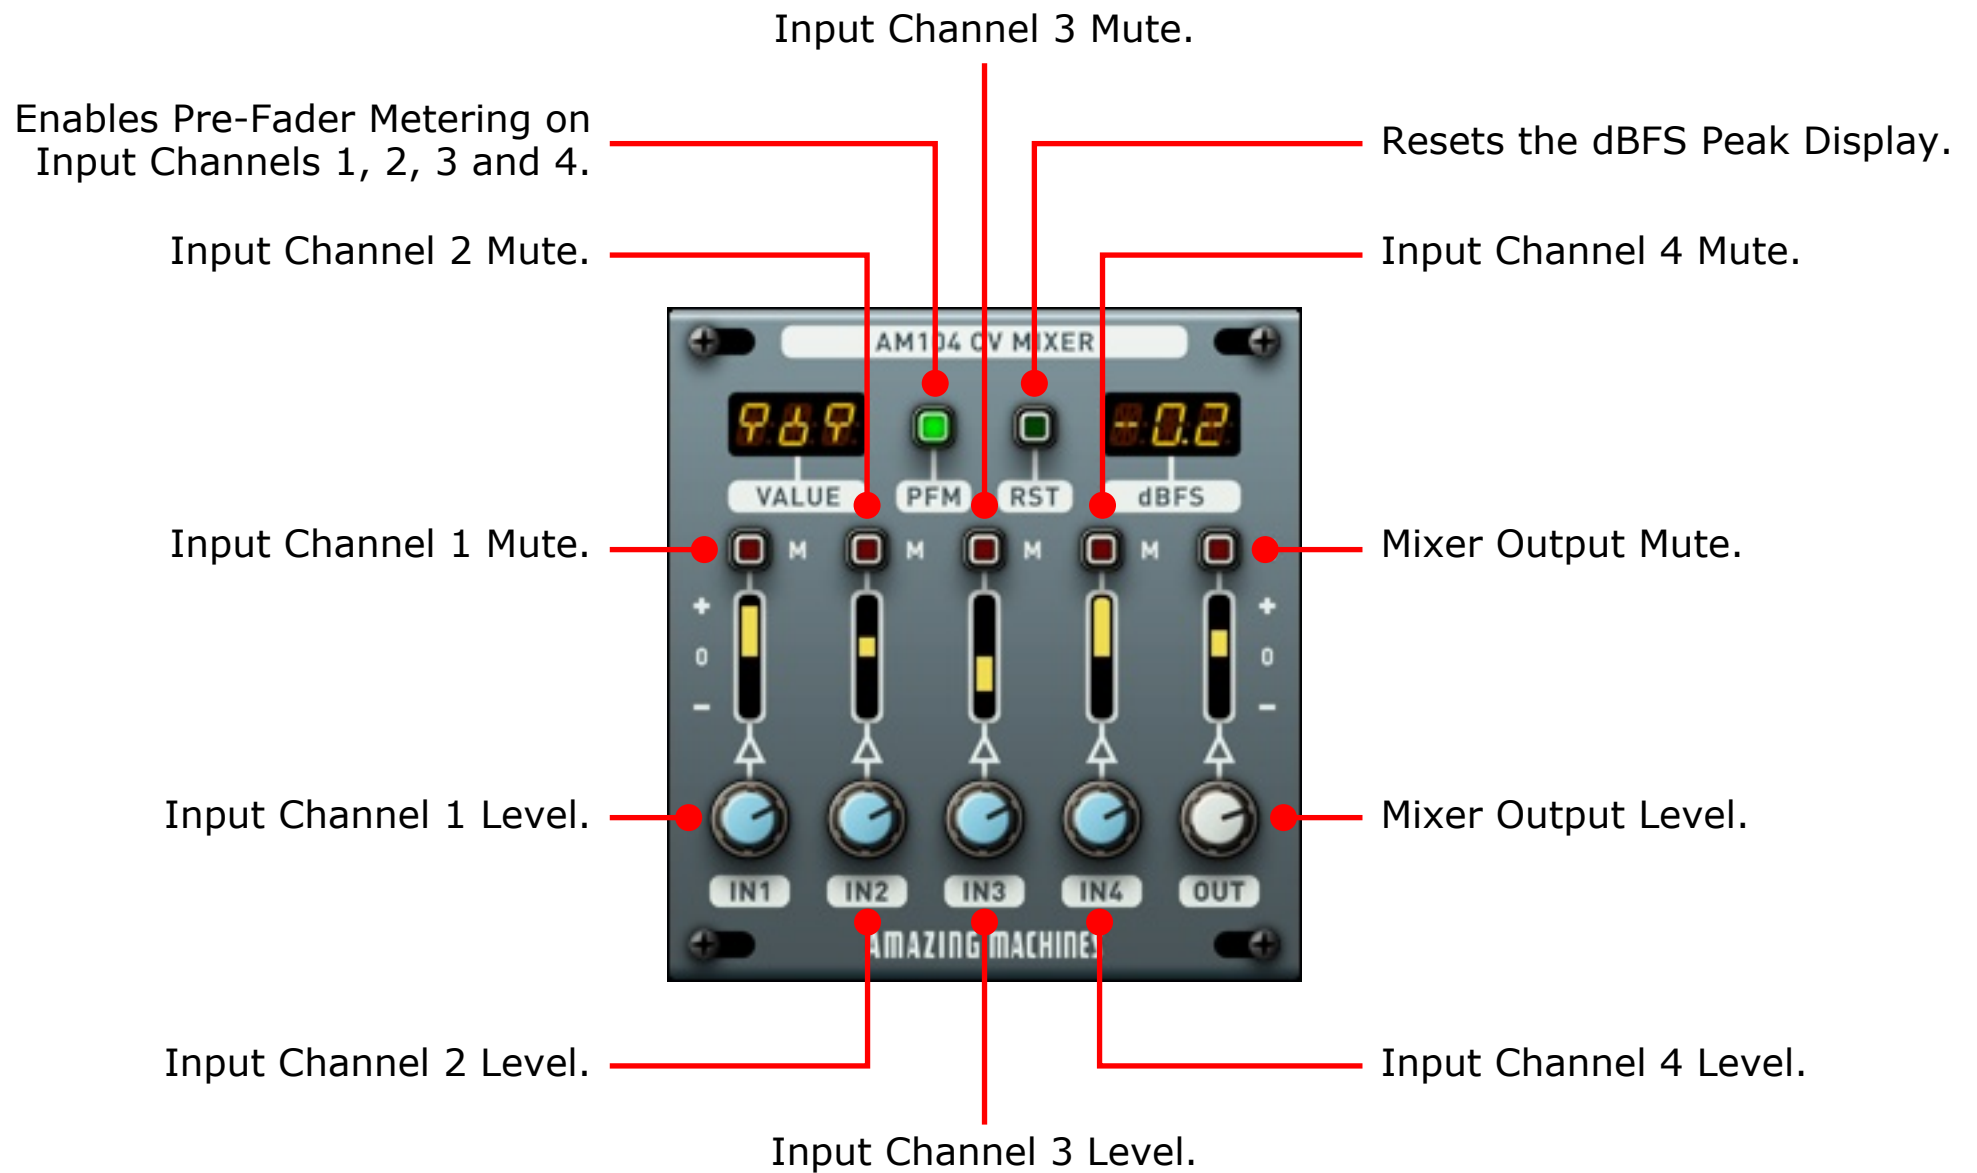 Input Channel 3 Mute.
Enables Pre-Fader Metering on
Input Channels 1, 2, 3 and 4.
Resets the dBFS Peak Display.
Input Channel 2 Mute.
Input Channel 4 Mute.
AM104 CV MIXER
-0.2
VALUE
PFM
RST
dBFS
Input Channel 1 Mute.
M
M
M
M
Mixer Output Mute.
+
+
0
0
-
-
Input Channel 1 Level.
Mixer Output Level.
IN1
IN2
IN3
IN4
OUT
AMAZING MACHINES
Input Channel 2 Level.
Input Channel 4 Level.
Input Channel 3 Level.